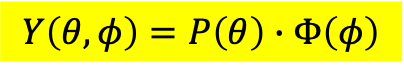 Y(θ,ϕ) = P(θ) · Φ(ϕ)